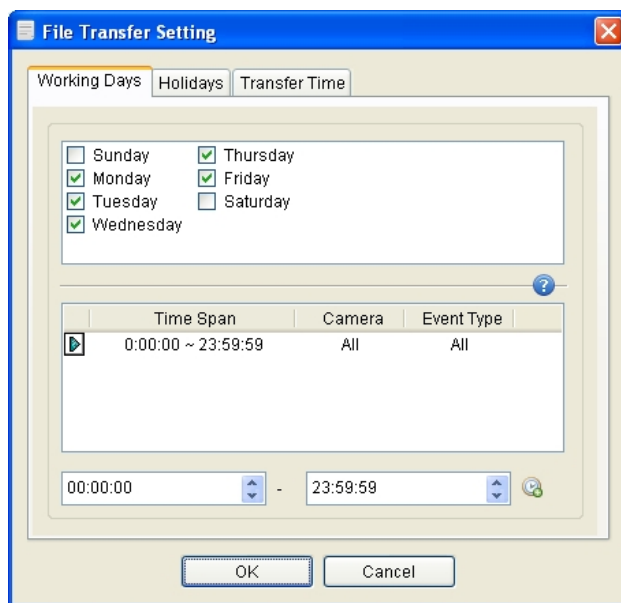 File Transfer Setting
Working Days Holidays Transfer Time
Sunday Thursday
Monday Friday
Tuesday Saturday
Wednesday
?
Time Span Camera Event Type
0:00:00 ~ 23:59:59 All All
00:00:00 - 23:59:59
OK Cancel